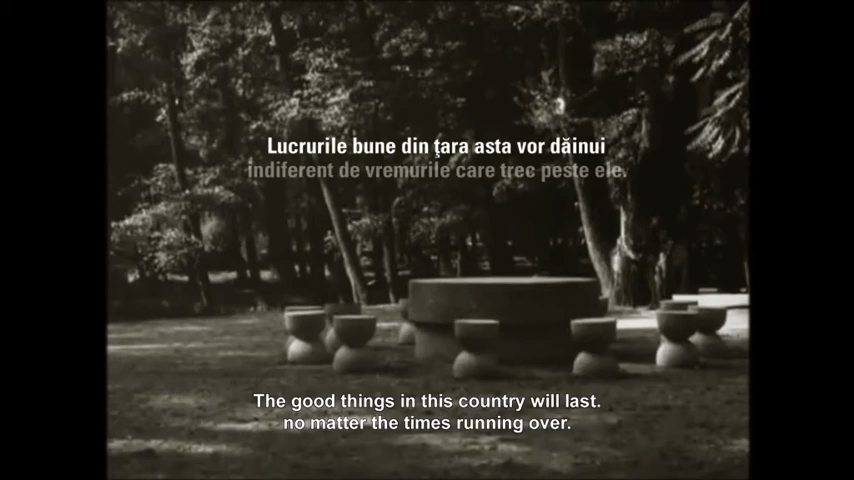 Lucrurile bune din ţara asta vor dăinui
indiferent de vremurile care trec peste ele.
The good things in this country will last.
no matter the times running over.